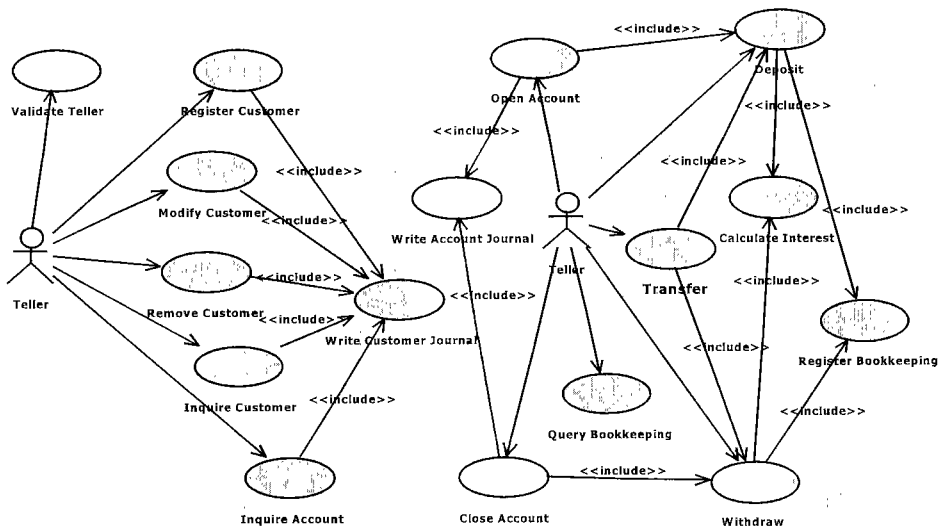 <<include>>
Deposit
Validate Teller
Register Customer
Open Account
<<include>>
<<include>>
<<include>>
<<include>>
Modify Customer
<<include>>
<<include>>
Write Account Journal
Calculate Interest
Teller
Teller
<<include>>
Transfer
<<include>>
Remove Customer
<<include>>
Write Customer Journal
<<include>>
<<include>>
Register Bookkeeping
Inquire Customer
<<include>>
<<include>>
<<include>>
Query Bookkeeping
<<include>>
Inquire Account
Close Account
Withdraw